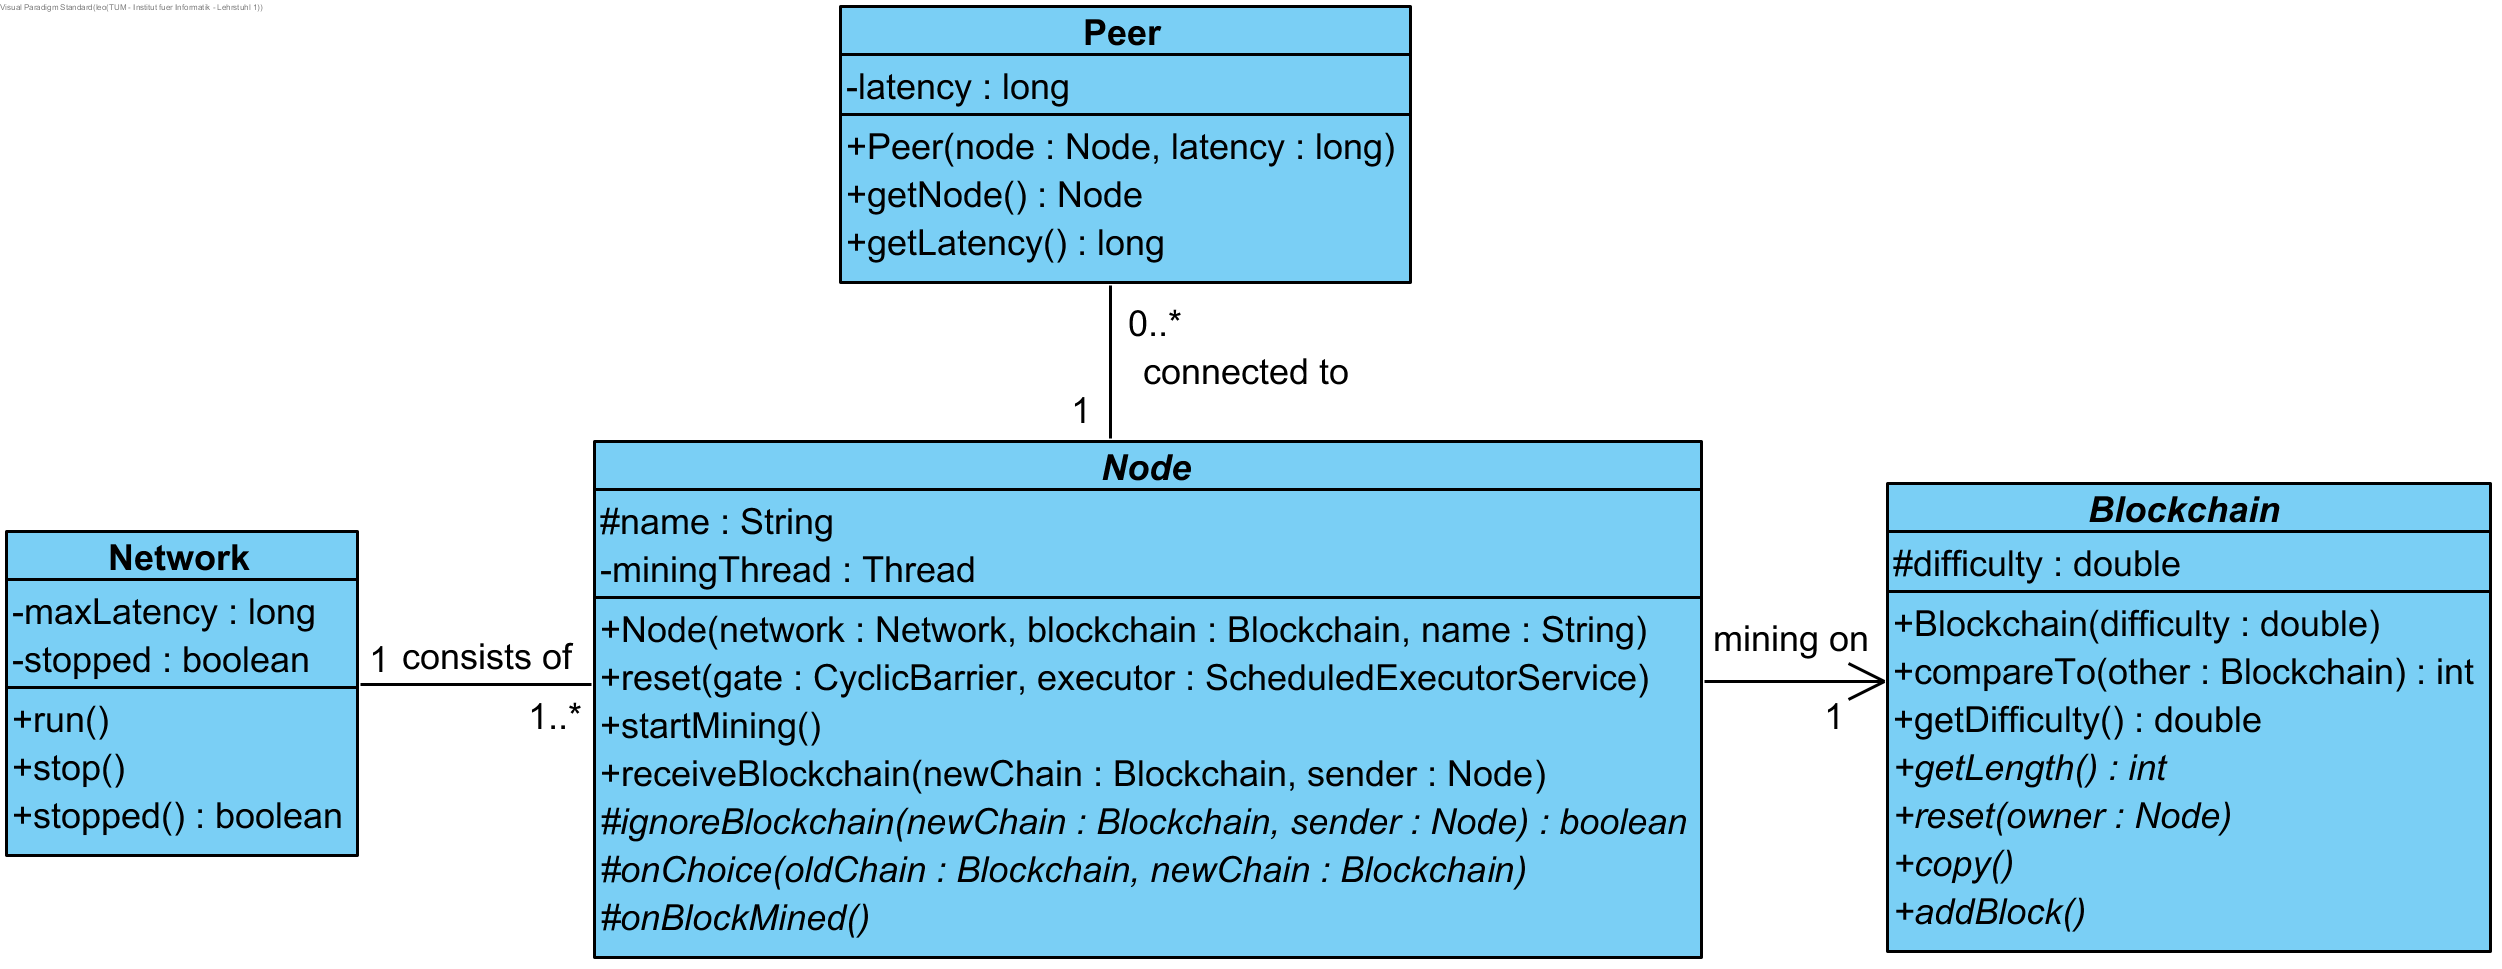 Visual Paradigm Standard(leo(TUM - Institut fuer Informatik - Lehrstuhl 1))
Peer
-latency : long
+Peer(node : Node, latency : long)
+getNode() : Node
+getLatency() : long
0..*
connected to
1
Node
#name : String
-miningThread : Thread
+Node(network : Network, blockchain : Blockchain, name : String)
+reset(gate : CyclicBarrier, executor : ScheduledExecutorService)
+startMining()
+receiveBlockchain(newChain : Blockchain, sender : Node)
#ignoreBlockchain(newChain : Blockchain, sender : Node) : boolean
#onChoice(oldChain : Blockchain, newChain : Blockchain)
#onBlockMined()
Network
-maxLatency : long
-stopped : boolean
+run()
+stop()
+stopped() : boolean
1 consists of
1..*
mining on
1
Blockchain
#difficulty : double
+Blockchain(difficulty : double)
+compareTo(other : Blockchain) : int
+getDifficulty() : double
+getLength() : int
+reset(owner : Node)
+copy()
+addBlock()